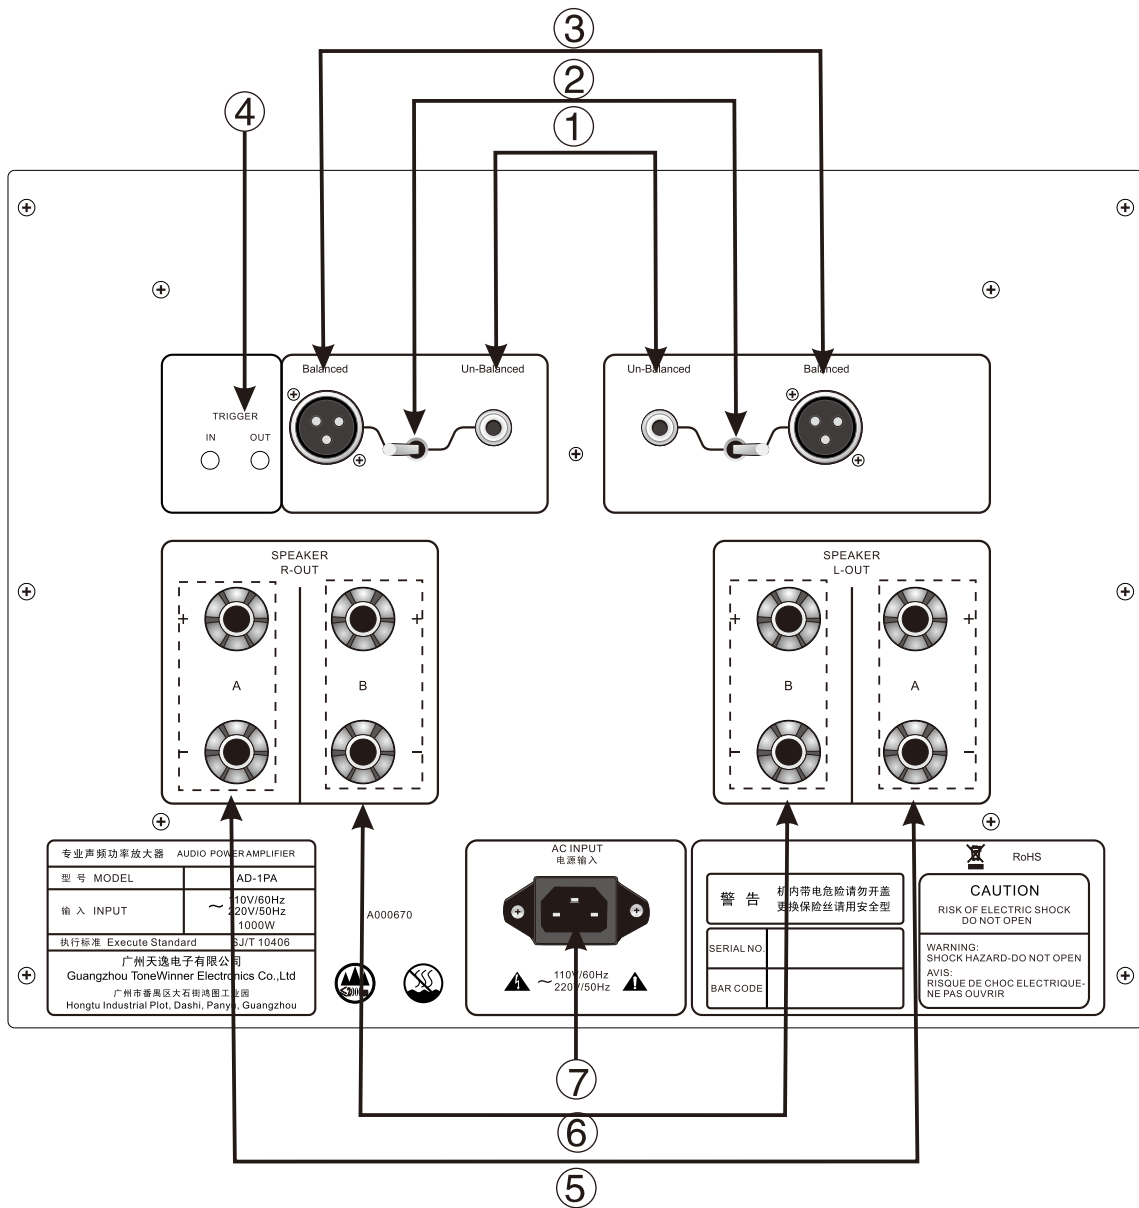 ③
②
①
④
Balanced
Un-Balanced
Un-Balanced
Balanced
TRIGGER
IN
OUT
SPEAKER
R-OUT
+
+
A
B
−
−
SPEAKER
L-OUT
+
+
B
A
−
−
专业声频功率放大器 AUDIO POWER AMPLIFIER
型 号 MODEL AD-1PA
输 入 INPUT ~ 110V/60Hz
220V/50Hz
1000W
执行标准 Execute Standard SJ/T 10406
广州天逸电子有限公司
Guangzhou ToneWinner Electronics Co.,Ltd
广州市番禺区大石街鸿图工业园
Hongtu Industrial Plot, Dashi, Panyu, Guangzhou
A000670
≤2000m
AC INPUT
电源输入
~ 110V/60Hz
220V/50Hz
RoHS
警 告
机内带电危险请勿开盖
更换保险丝请用安全型
SERIAL NO.
BAR CODE
CAUTION
RISK OF ELECTRIC SHOCK
DO NOT OPEN
WARNING:
SHOCK HAZARD-DO NOT OPEN
AVIS:
RISQUE DE CHOC ELECTRIQUE-
NE PAS OUVRIR
⑦
⑥
⑤